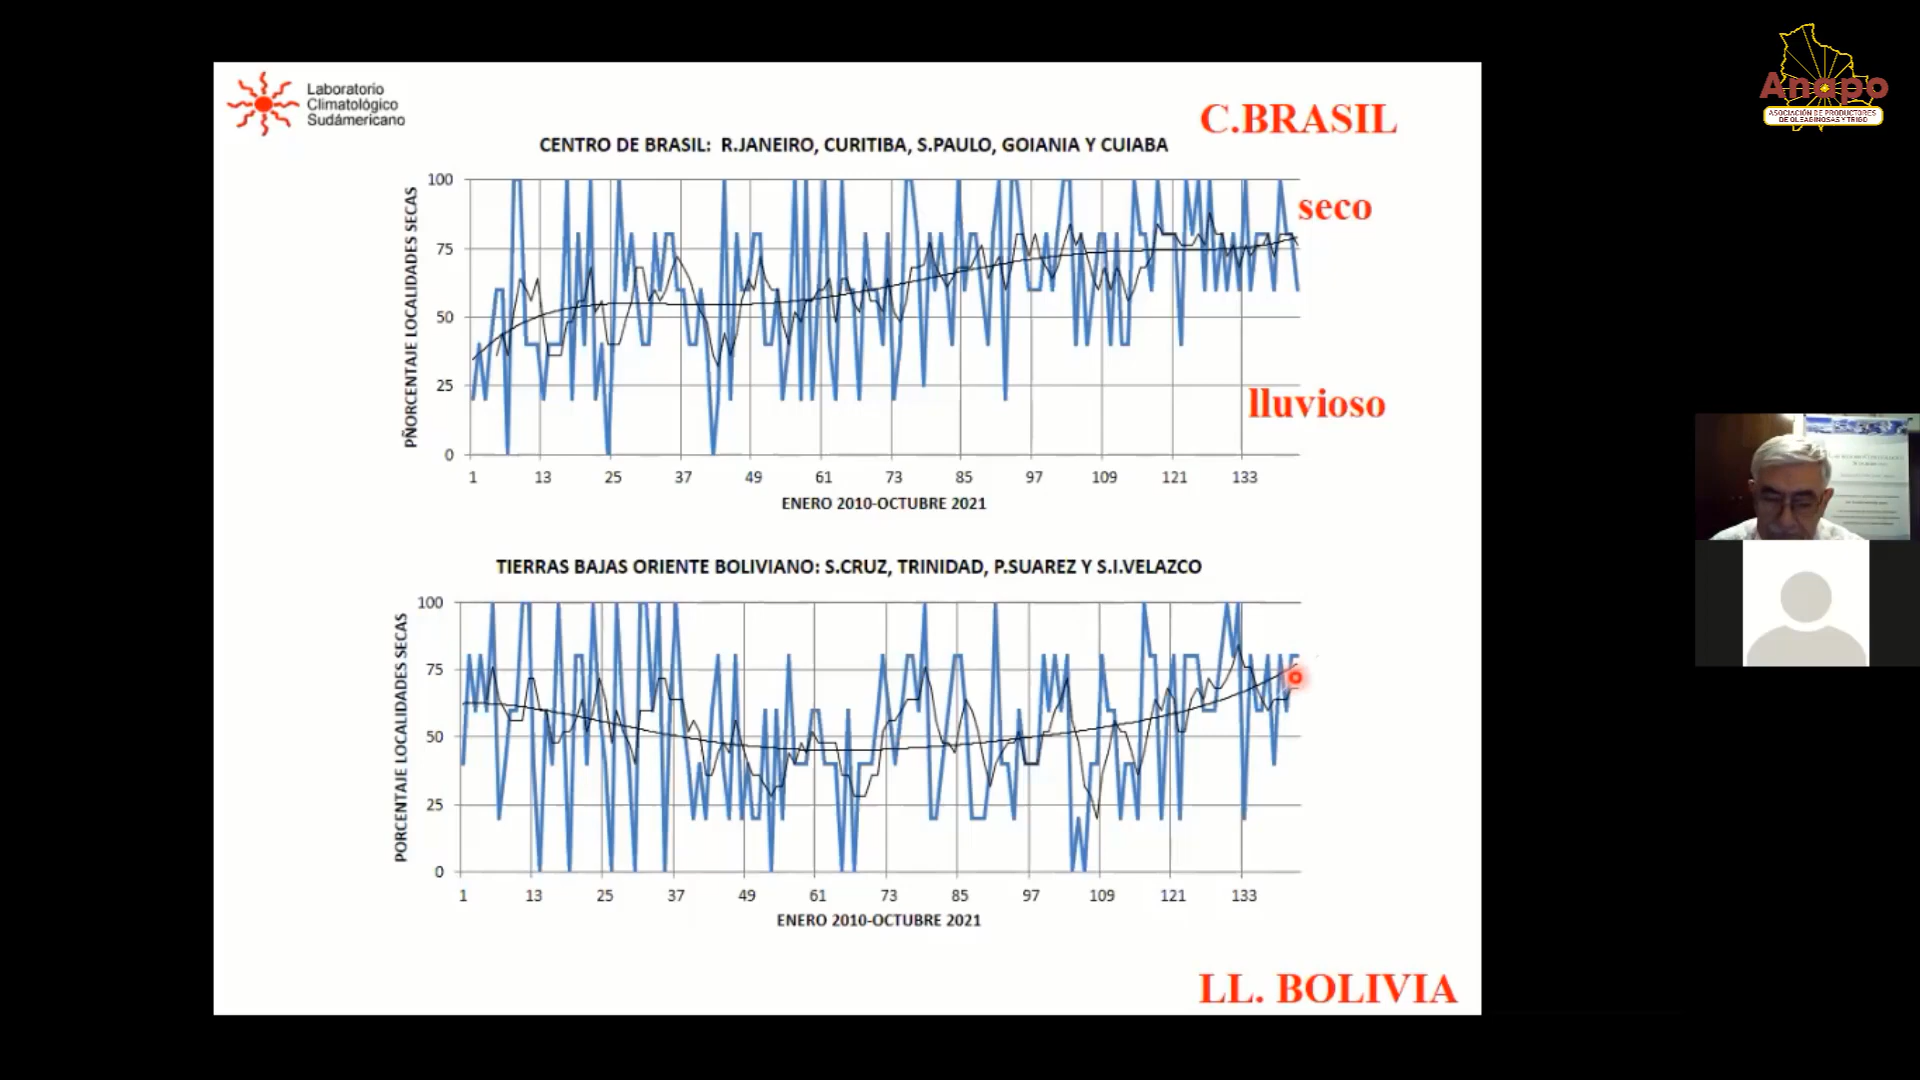 Laboratorio
Climatológico
Sudámericano
C.BRASIL
CENTRO DE BRASIL: R.JANEIRO, CURITIBA, S.PAULO, GOIANIA Y CUIABA
PÑORCENTAJE LOCALIDADES SECAS
100
75
50
25
0
seco
lluvioso
1 13 25 37 49 61 73 85 97 109 121 133
ENERO 2010-OCTUBRE 2021
TIERRAS BAJAS ORIENTE BOLIVIANO: S.CRUZ, TRINIDAD, P.SUAREZ Y S.I.VELAZCO
PORCENTAJE LOCALIDADES SECAS
100
75
50
25
0
1 13 25 37 49 61 73 85 97 109 121 133
ENERO 2010-OCTUBRE 2021
LL. BOLIVIA
Anapo
ASOCIACIÓN DE PRODUCTORES
DE OLEAGINOSAS Y TRIGO